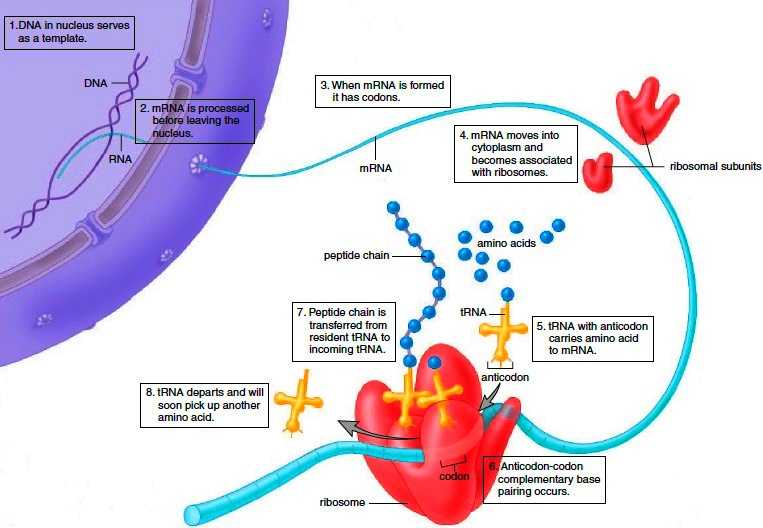 1.DNA in nucleus serves
as a template.
DNA
2. mRNA is processed
before leaving the
nucleus.
RNA
3. When mRNA is formed
it has codons.
mRNA
4. mRNA moves into
cytoplasm and
becomes associated
with ribosomes.
ribosomal subunits
amino acids
peptide chain
tRNA
7. Peptide chain is
transferred from
resident tRNA to
incoming tRNA.
5. tRNA with anticodon
carries amino acid
to mRNA.
anticodon
8. tRNA departs and will
soon pick up another
amino acid.
codon
6. Anticodon-codon
complementary base
pairing occurs.
ribosome